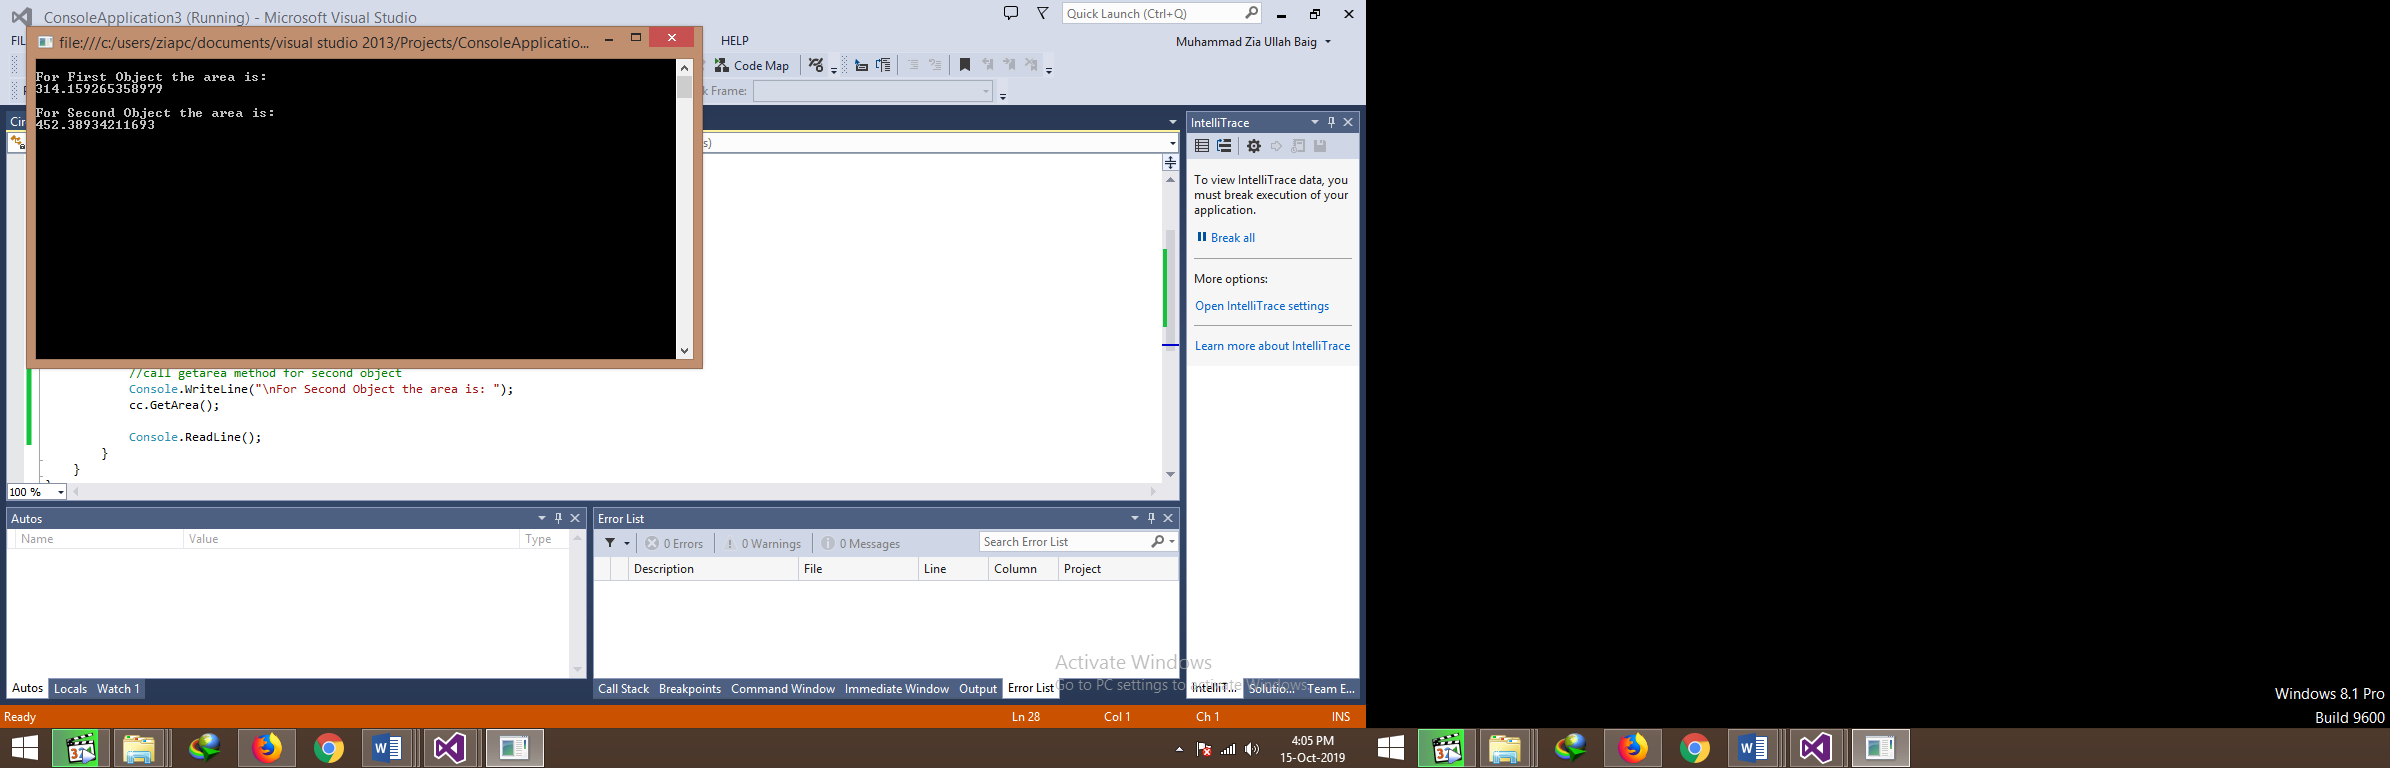 ConsoleApplication3 (Running) - Microsoft Visual Studio
Quick Launch (Ctrl+Q)
file:///c:/users/ziapc/documents/visual studio 2013/Projects/ConsoleApplicatio...
HELP
Muhammad Zia Ullah Baig
Code Map
Frame:
For First Object the area is:
314.159265358979
For Second Object the area is:
452.38934211693
IntelliTrace
To view IntelliTrace data, you
must break execution of your
application.
Break all
More options:
Open IntelliTrace settings
Learn more about IntelliTrace
//call getarea method for second object
Console.WriteLine("\nFor Second Object the area is: ");
cc.GetArea();
Console.ReadLine();
}
}
100 %
Autos
Name Value Type
Autos Locals Watch 1
Error List
0 Errors 0 Warnings 0 Messages Search Error List
Description File Line Column Project
Call Stack Breakpoints Command Window Immediate Window Output Error List
IntelliT... Solutio... Team E...
Activate Windows
Go to PC settings to activate Windows.
Ready Ln 28 Col 1 Ch 1 INS
4:05 PM
15-Oct-2019
Windows 8.1 Pro
Build 9600